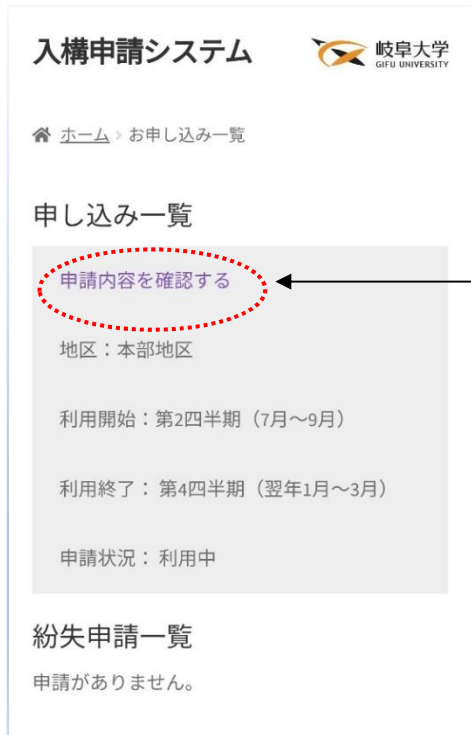 入構申請システム
岐阜大学
GIFU UNIVERSITY
ホーム › お申し込み一覧
申し込み一覧
申請内容を確認する
地区：本部地区
利用開始：第2四半期（7月～9月）
利用終了： 第4四半期（翌年1月～3月）
申請状況： 利用中
紛失申請一覧
申請がありません。